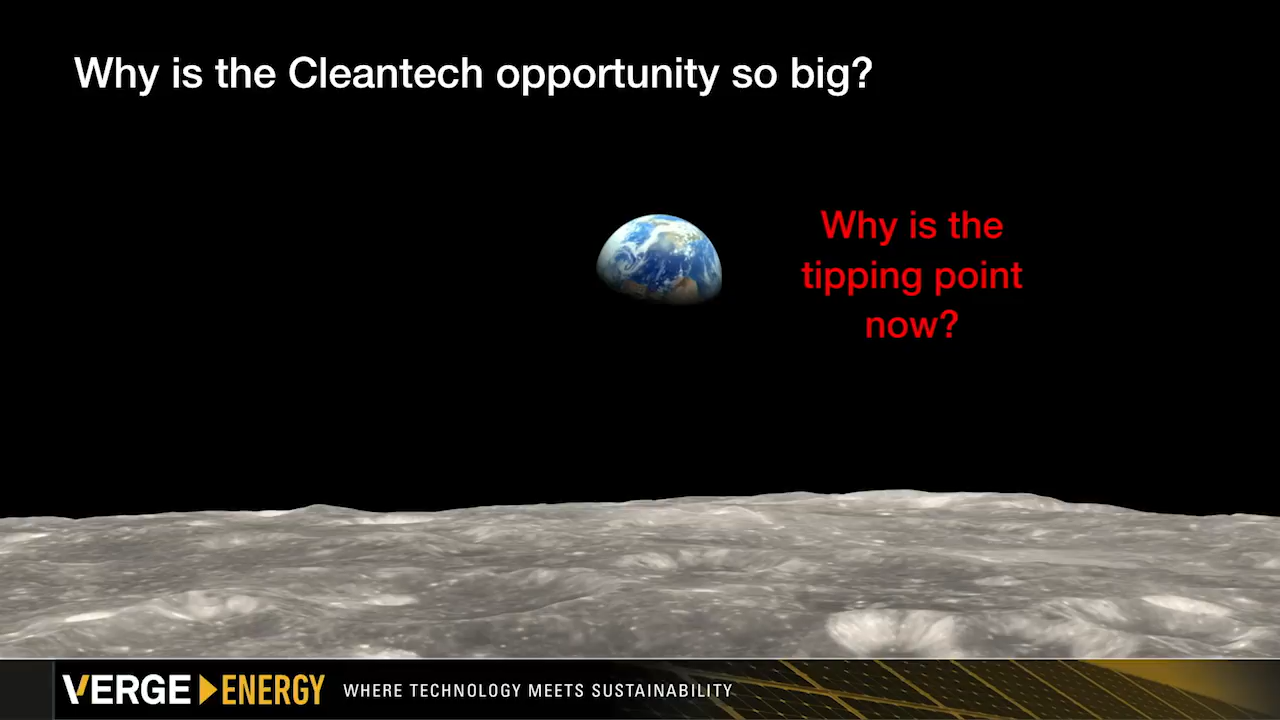 Why is the Cleantech opportunity so big?
Why is the
tipping point
now?
VERGE ENERGY WHERE TECHNOLOGY MEETS SUSTAINABILITY